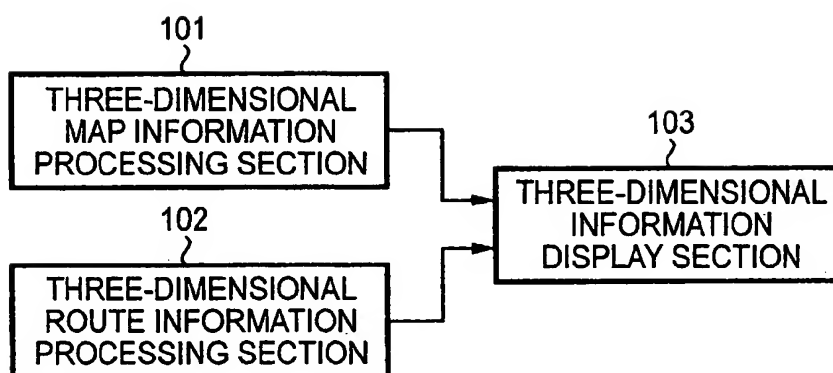 101
THREE-DIMENSIONAL
MAP INFORMATION
PROCESSING SECTION
102
THREE-DIMENSIONAL
ROUTE INFORMATION
PROCESSING SECTION
103
THREE-DIMENSIONAL
INFORMATION
DISPLAY SECTION